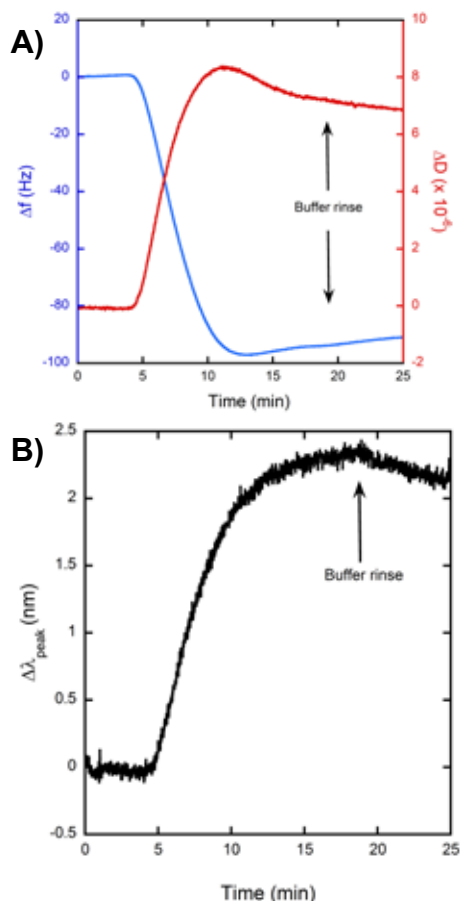 A)
0
-20
-40
-60
-80
-100
Δf (Hz)
8
6
4
2
0
-2
ΔD (x 10⁻⁶)
Buffer rinse
0 5 10 15 20 25
Time (min)
B)
2.5
2
1.5
1
0.5
0
-0.5
Δλpeak (nm)
Buffer rinse
0 5 10 15 20 25
Time (min)